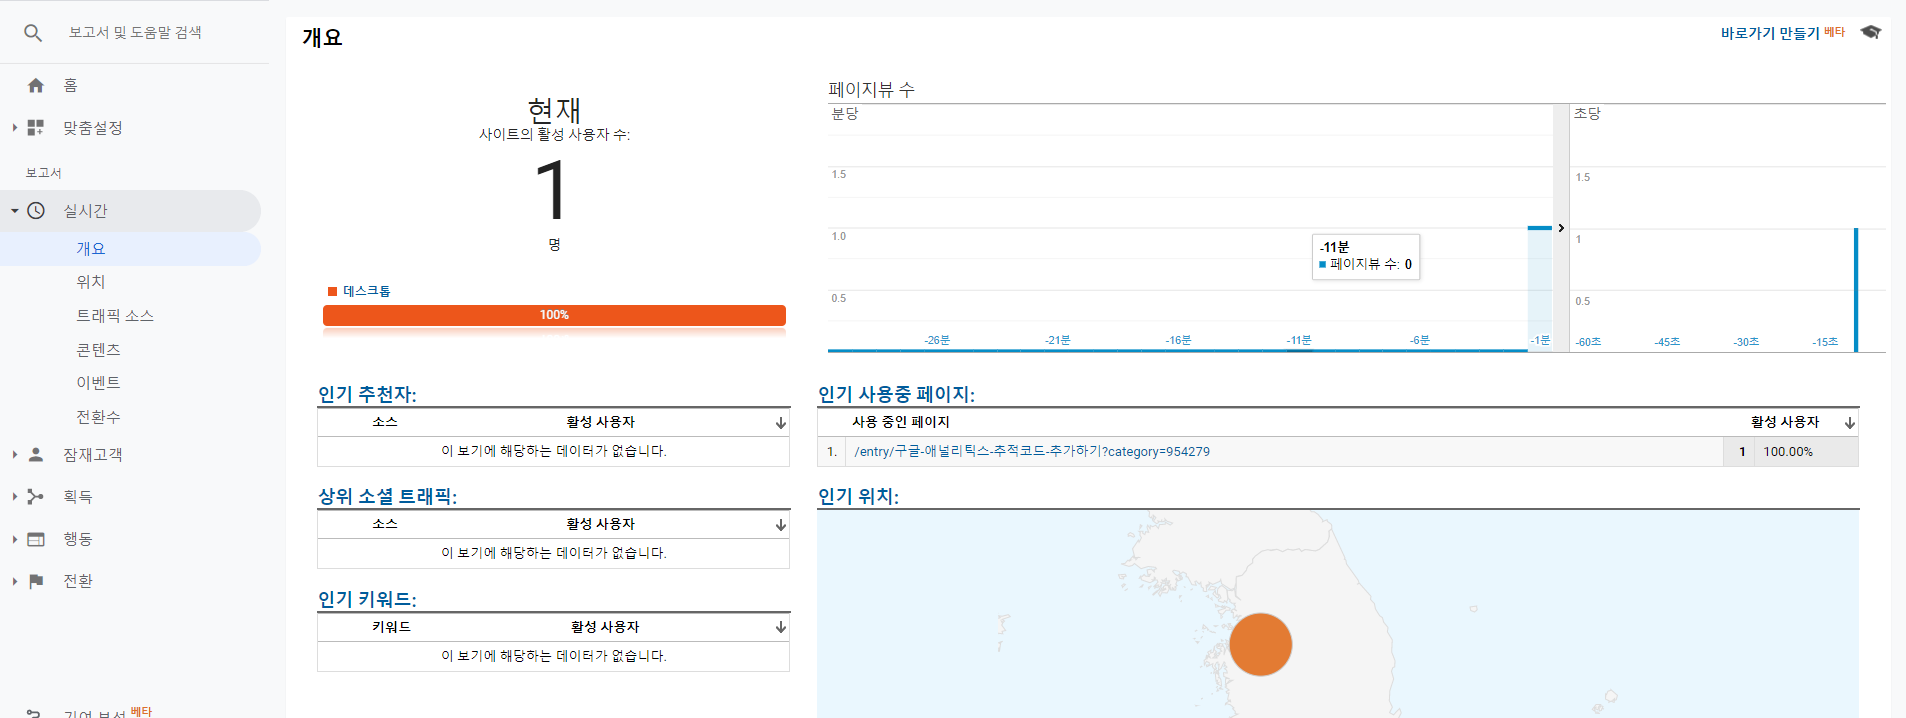 보고서 및 도움말 검색
홈
맞춤설정
보고서
실시간
개요
위치
트래픽 소스
콘텐츠
이벤트
전환수
잠재고객
획득
행동
전환
기여 분석 베타
개요
바로가기 만들기 베타
현재
사이트의 활성 사용자 수:
1
명
데스크톱
100%
페이지뷰 수
분당
1.5
1.0
0.5
-26분
-21분
-16분
-11분
-6분
-1분
-11분
페이지뷰 수: 0
초당
1.5
1
0.5
-60초
-45초
-30초
-15초
인기 추천자:
소스 활성 사용자
이 보기에 해당하는 데이터가 없습니다.
상위 소셜 트래픽:
소스 활성 사용자
이 보기에 해당하는 데이터가 없습니다.
인기 키워드:
키워드 활성 사용자
이 보기에 해당하는 데이터가 없습니다.
인기 사용중 페이지:
사용 중인 페이지 활성 사용자
1. /entry/구글-애널리틱스-추적코드-추가하기?category=954279 1 100.00%
인기 위치: